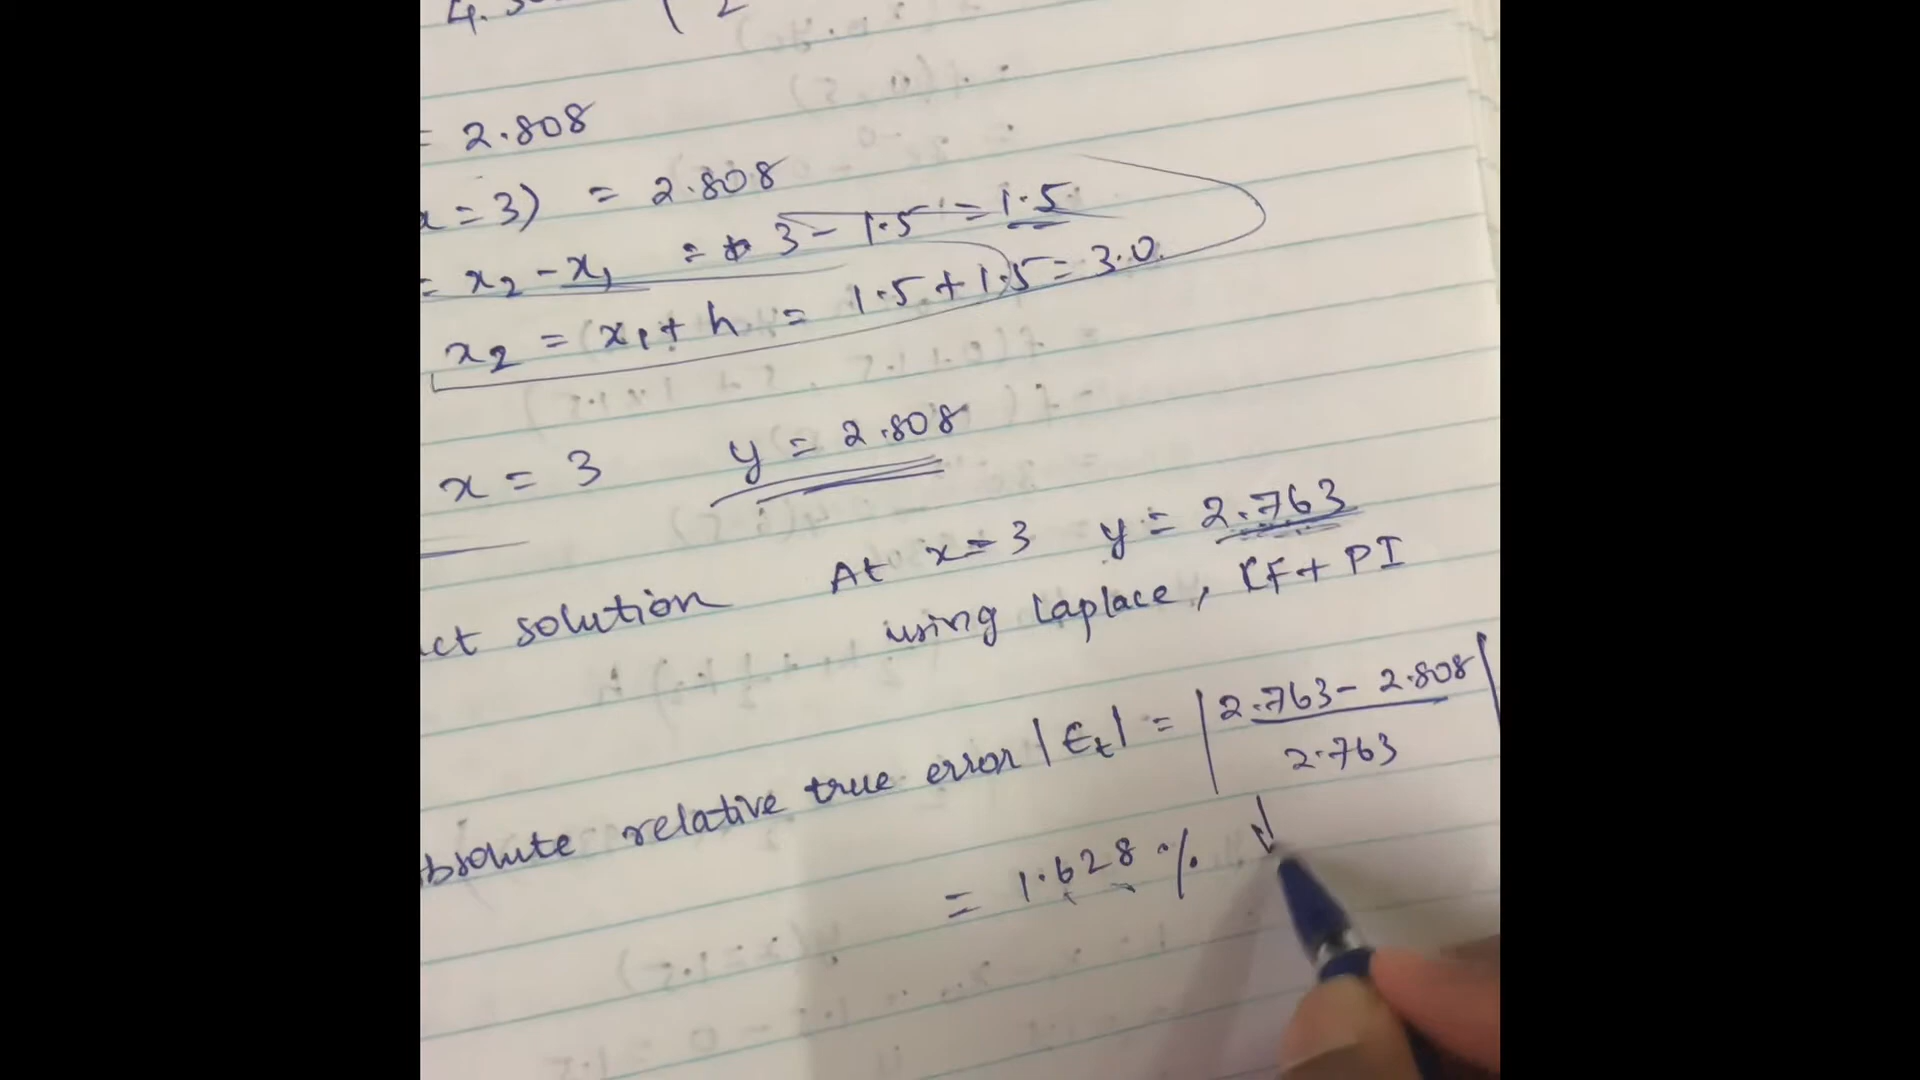 = 2.808
x = 3) = 2.808
= x2 - x1 = 3 - 1.5 = 1.5
x2 = x1 + h = 1.5 + 1.5 = 3.0
x = 3 y = 2.808
ct solution At x = 3 y = 2.763
using Laplace, CF + PI
bsolute relative true error |Єt| = |2.763 - 2.808 / 2.763|
= 1.628 %